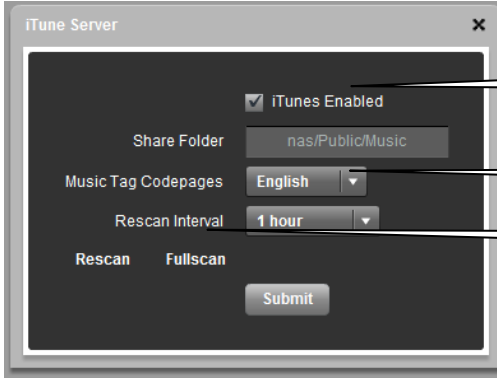 iTune Server
iTunes Enabled
Share Folder nas/Public/Music
Music Tag Codepages English
Rescan Interval 1 hour
Rescan Fullscan
Submit